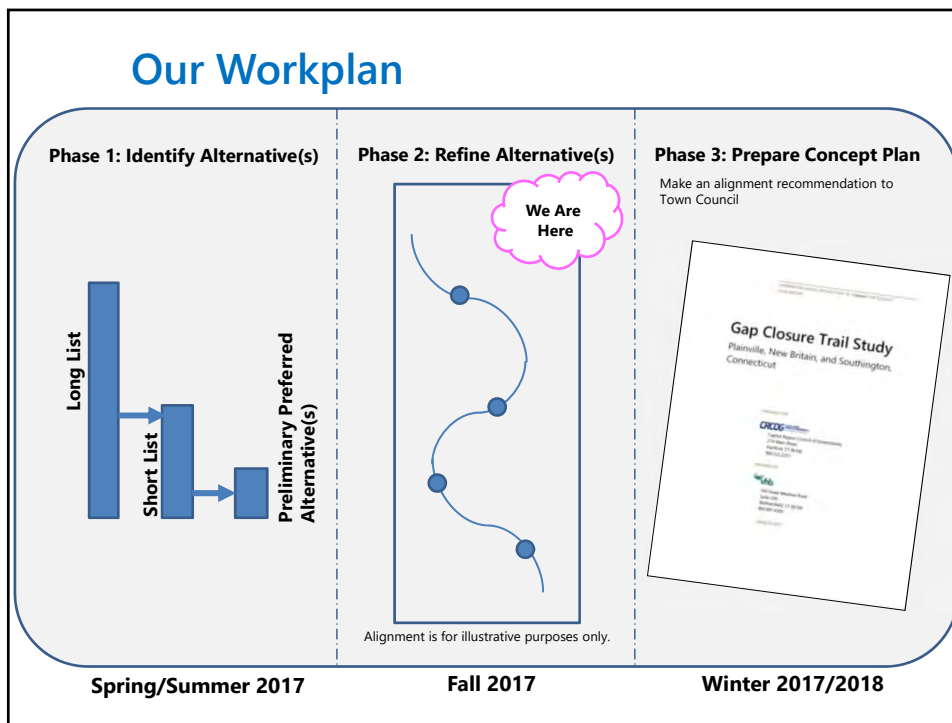 Our Workplan
Phase 1: Identify Alternative(s)
Long List
Short List
Preliminary Preferred
Alternative(s)
Spring/Summer 2017
Phase 2: Refine Alternative(s)
We Are
Here
Alignment is for illustrative purposes only.
Fall 2017
Phase 3: Prepare Concept Plan
Make an alignment recommendation to
Town Council
Gap Closure Trail Study
Plainville, New Britain, and Southington,
Connecticut
CRCOG
Capitol Region Council of Governments
vhb
Winter 2017/2018